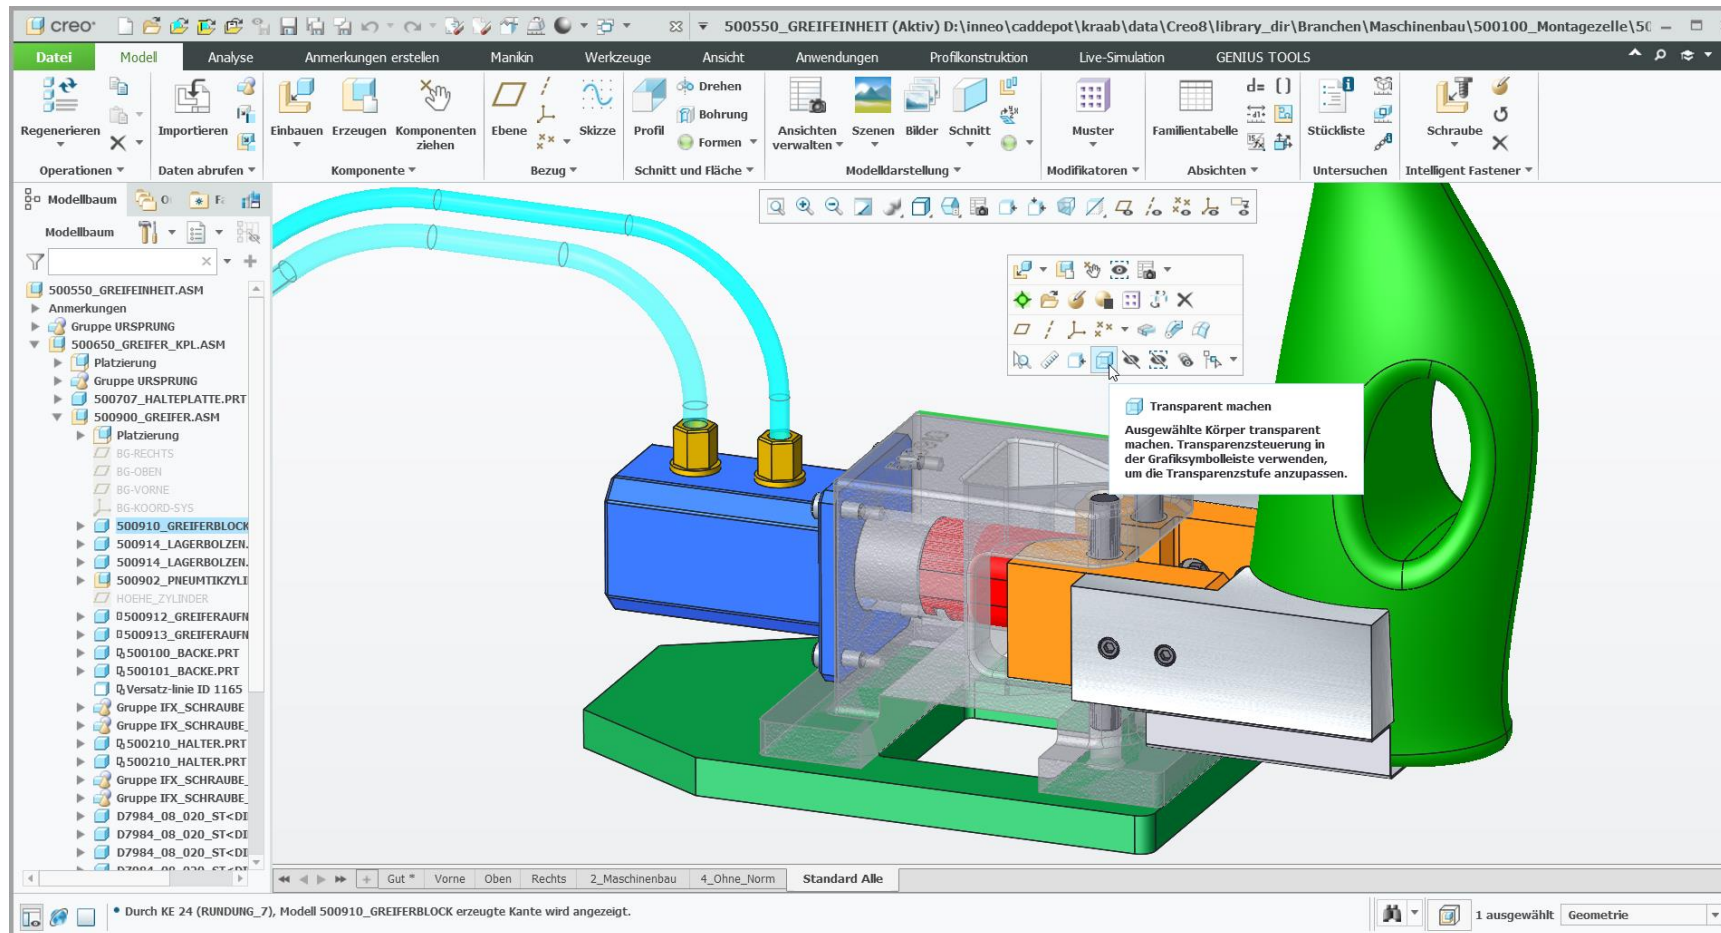 creo®
500550_GREIFEINHEIT (Aktiv) D:\inneo\caddepot\kraab\data\Creo8\library_dir\Branchen\Maschinenbau\500100_Montagezelle\50
Datei Modell Analyse Anmerkungen erstellen Manikin Werkzeuge Ansicht Anwendungen Profilkonstruktion Live-Simulation GENIUS TOOLS
Drehen
d=
Bohrung
Regenerieren Importieren Einbauen Erzeugen Komponenten ziehen Ebene Skizze Profil Ansichten verwalten Szenen Bilder Schnitt Muster Familientabelle Stückliste Schraube
Formen
Operationen Daten abrufen Komponente Bezug Schnitt und Fläche Modelldarstellung Modifikatoren Absichten Untersuchen Intelligent Fastener
Modellbaum
Modellbaum
500550_GREIFEINHEIT.ASM
Anmerkungen
Gruppe URSPRUNG
500650_GREIFER_KPL.ASM
Platzierung
Gruppe URSPRUNG
500707_HALTEPLATTE.PRT
500900_GREIFER.ASM
Platzierung
BG-RECHTS
BG-OBEN
BG-VORNE
BG-KOORD-SYS
500910_GREIFERBLOCK
500914_LAGERBOLZEN.
500914_LAGERBOLZEN.
500902_PNEUMTIKZYLI
HOEHE_ZYLINDER
500912_GREIFERAUFN
500913_GREIFERAUFN
500100_BACKE.PRT
500101_BACKE.PRT
Versatz-linie ID 1165
Gruppe IFX_SCHRAUBE
Gruppe IFX_SCHRAUBE_
500210_HALTER.PRT
500210_HALTER.PRT
Gruppe IFX_SCHRAUBE_
Gruppe IFX_SCHRAUBE_
D7984_08_020_ST<DI
D7984_08_020_ST<DI
D7984_08_020_ST<DI
D7984_08_020_ST<DI
Transparent machen
Ausgewählte Körper transparent
machen. Transparenzsteuerung in
der Grafiksymbolleiste verwenden,
um die Transparenzstufe anzupassen.
Gut * Vorne Oben Rechts 2_Maschinenbau 4_Ohne_Norm Standard Alle
• Durch KE 24 (RUNDUNG_7), Modell 500910_GREIFERBLOCK erzeugte Kante wird angezeigt.
1 ausgewählt Geometrie